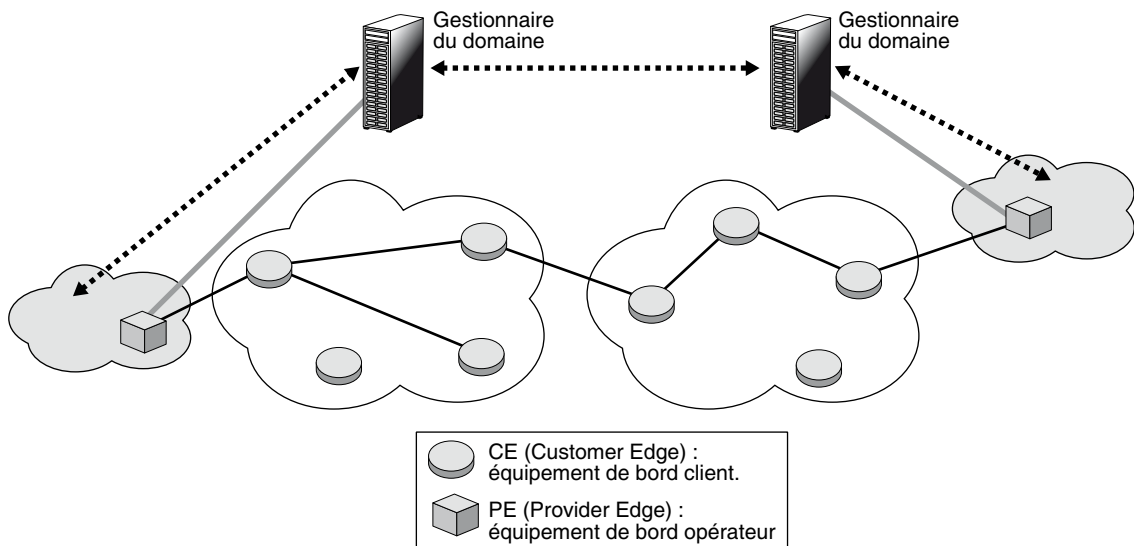 Gestionnaire
du domaine
Gestionnaire
du domaine
CE (Customer Edge) :
équipement de bord client.
PE (Provider Edge) :
équipement de bord opérateur